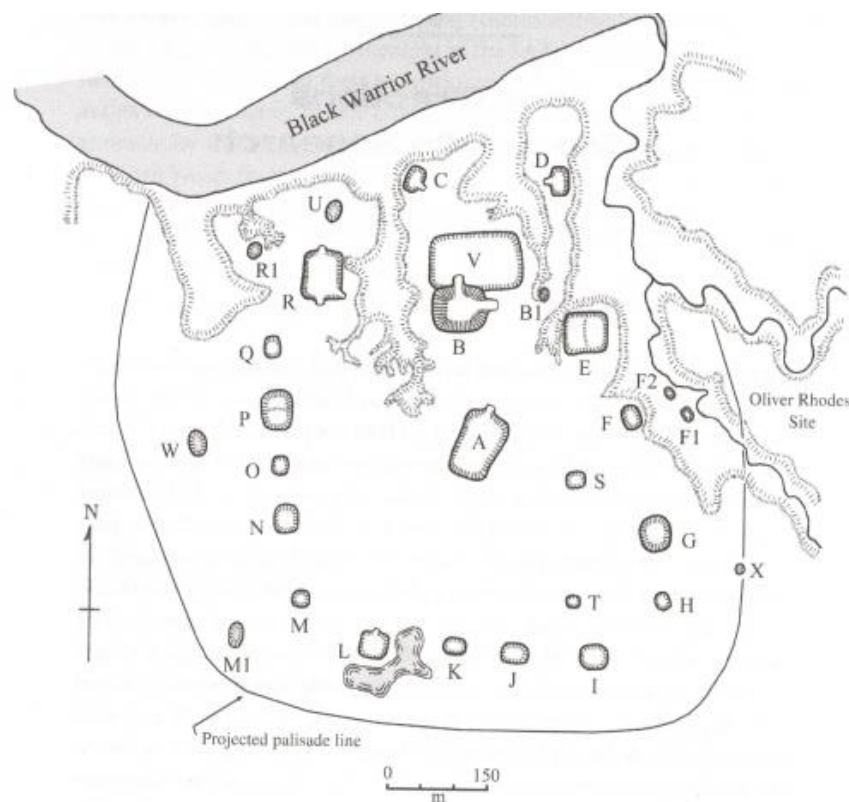 Black Warrior River
C
D
U
V
R1
R
B1
B
Q
E
F2
Oliver Rhodes
Site
P
F
F1
W
A
O
S
N
N
G
X
M
T
H
M1
L
K
J
I
Projected palisade line
0 150
m